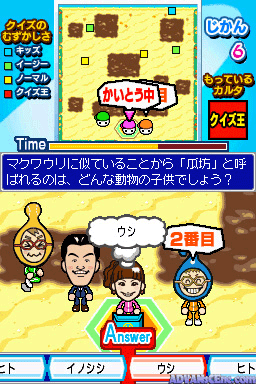 クイズの
むずかしさ
キッズ
イージー
ノーマル
クイズ王
かいとう中
番目
じかん
6
もっている
カルタ
クイズ王
Time
マクワウリに似ていることから「瓜坊」と呼
ばれるのは、どんな動物の子供でしょう？
ウシ
2番目
Answer
ヒト
イノシシ
ウシ
ヒト
ADVANSCENE.com